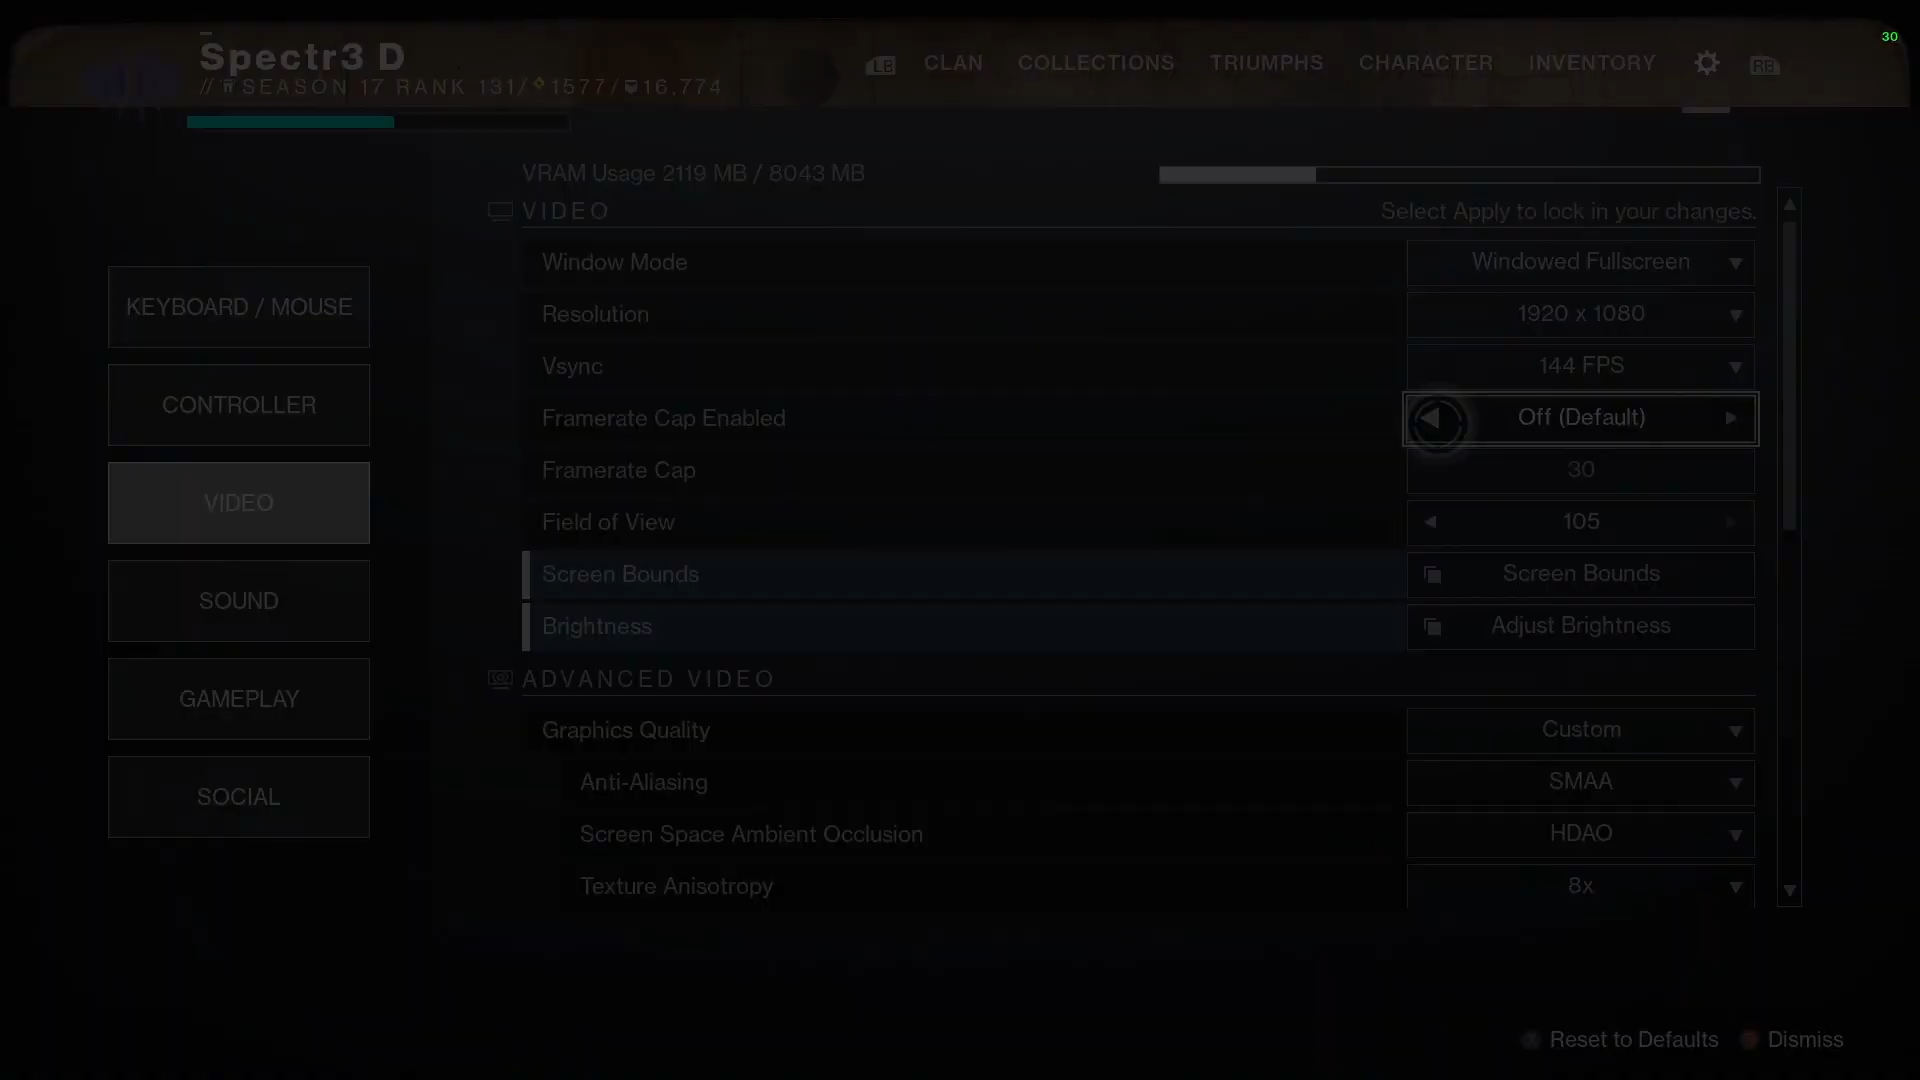 30
Spectr3 D
// SEASON 17 RANK 131/ 1577/ 16,774
LB CLAN COLLECTIONS TRIUMPHS CHARACTER INVENTORY RB
VRAM Usage 2119 MB / 8043 MB
VIDEO
Select Apply to lock in your changes.
Window Mode Windowed Fullscreen
Resolution 1920 x 1080
Vsync 144 FPS
Framerate Cap Enabled Off (Default)
Framerate Cap 30
Field of View 105
Screen Bounds Screen Bounds
Brightness Adjust Brightness
ADVANCED VIDEO
Graphics Quality Custom
Anti-Aliasing SMAA
Screen Space Ambient Occlusion HDAO
Texture Anisotropy 8x
KEYBOARD / MOUSE
CONTROLLER
VIDEO
SOUND
GAMEPLAY
SOCIAL
Reset to Defaults Dismiss